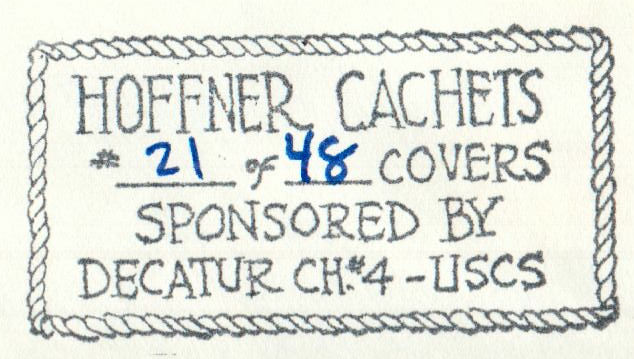 HOFFNER CACHETS
# 21 of 48 COVERS
SPONSORED BY
DECATUR CH.#4 - USCS